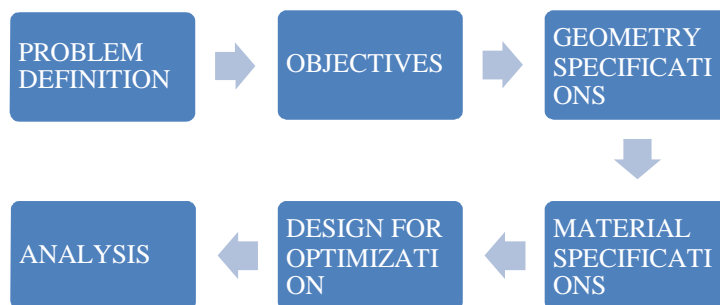 PROBLEM
DEFINITION
OBJECTIVES
GEOMETRY
SPECIFICATI
ONS
MATERIAL
SPECIFICATI
ONS
DESIGN FOR
OPTIMIZATI
ON
ANALYSIS